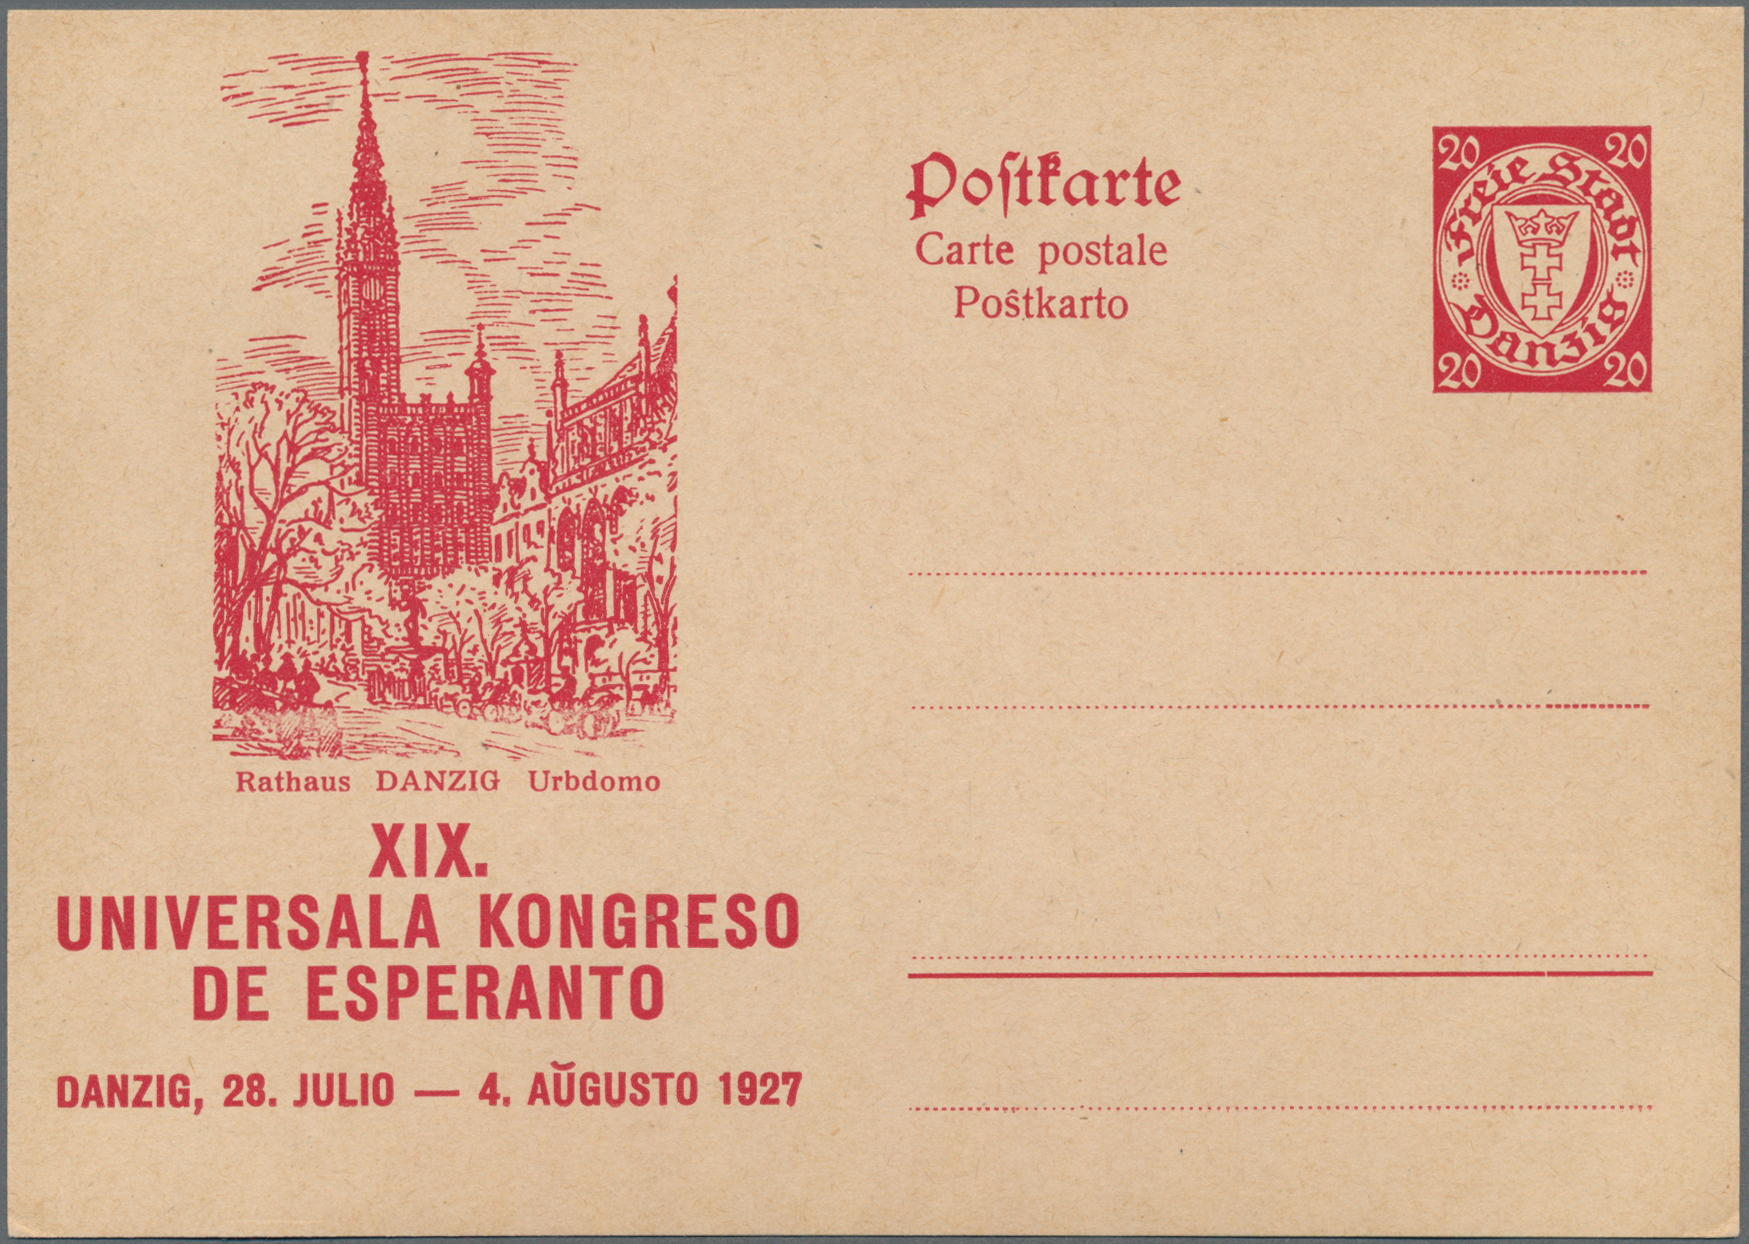 Rathaus DANZIG Urbdomo
XIX.
UNIVERSALA KONGRESO
DE ESPERANTO
DANZIG, 28. JULIO — 4. AŬGUSTO 1927
Poſtkarte
Carte postale
Poŝtkarto
20 20
Freie Stadt
Danzig
20 20